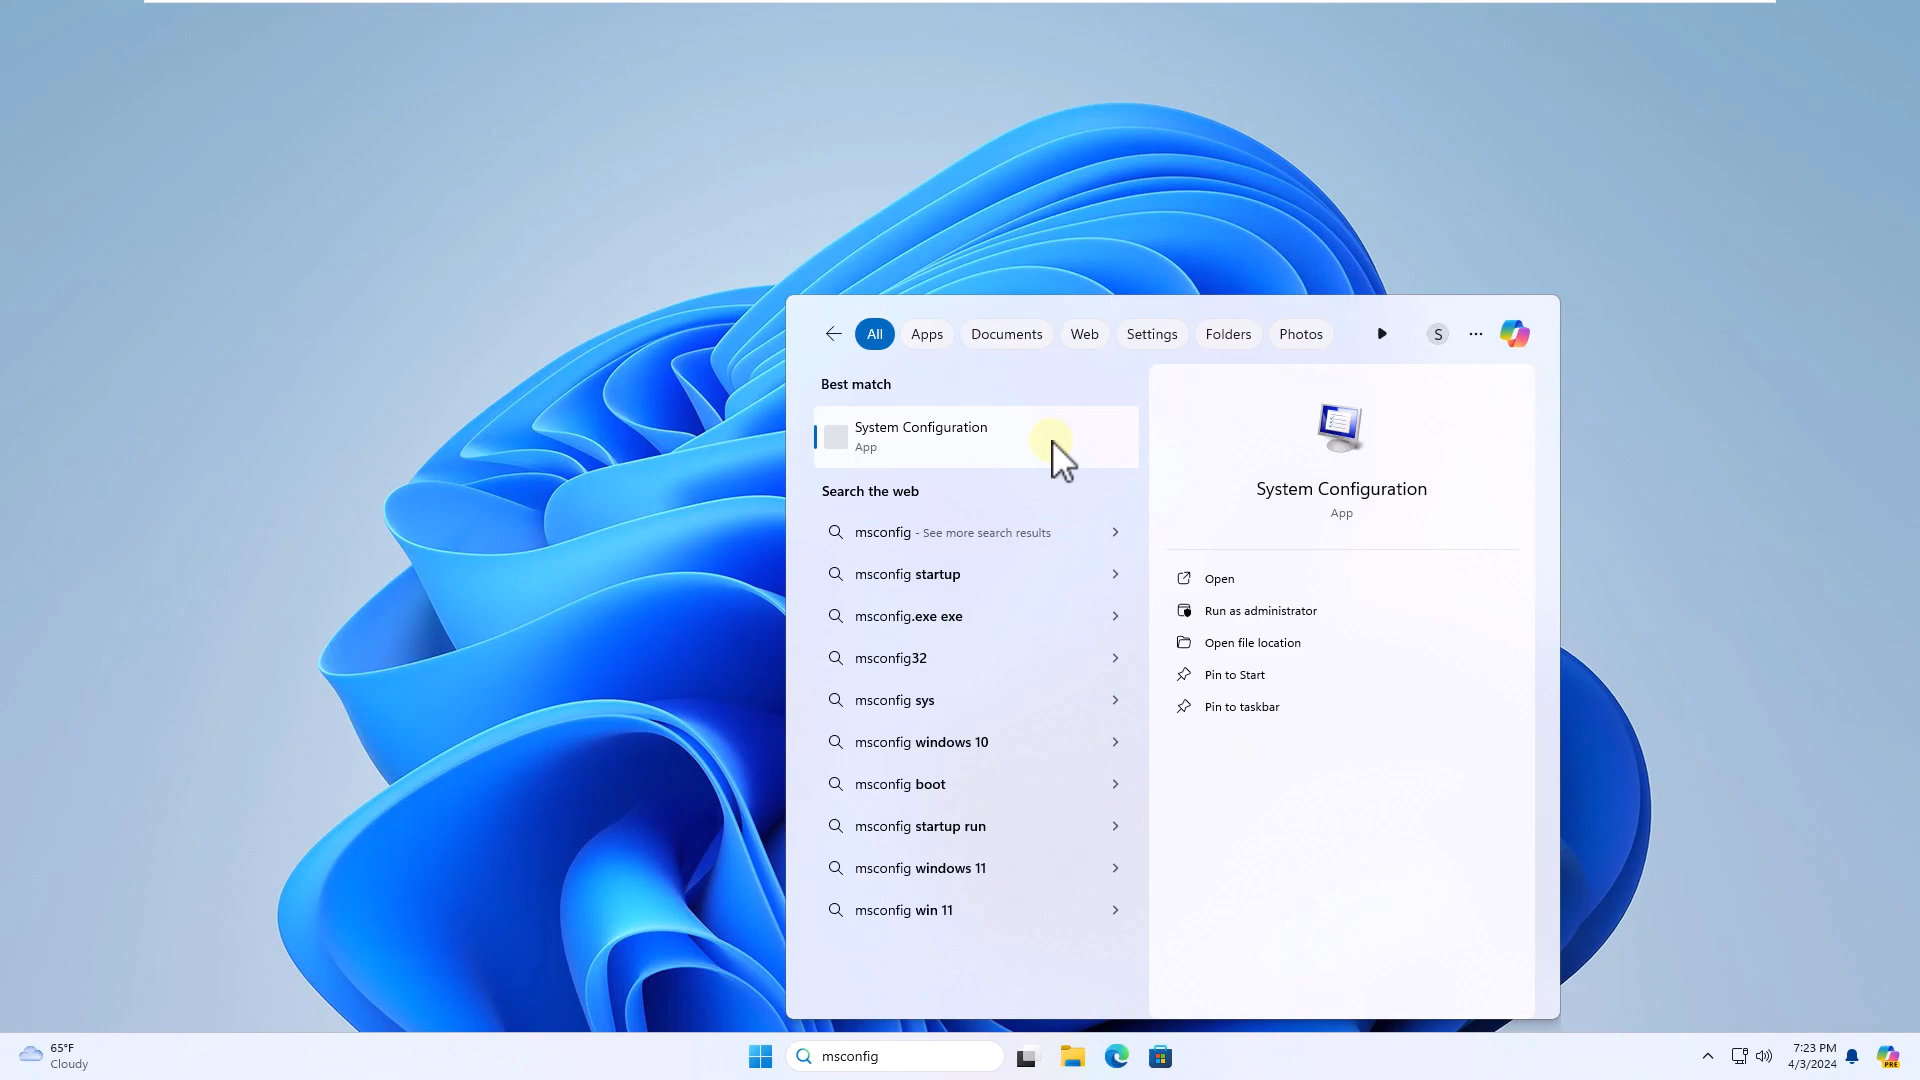 All
Apps
Documents
Web
Settings
Folders
Photos
S
Best match
System Configuration
App
Search the web
msconfig - See more search results
msconfig startup
msconfig.exe exe
msconfig32
msconfig sys
msconfig windows 10
msconfig boot
msconfig startup run
msconfig windows 11
msconfig win 11
System Configuration
App
Open
Run as administrator
Open file location
Pin to Start
Pin to taskbar
65°F
Cloudy
msconfig
7:23 PM
4/3/2024
PRE